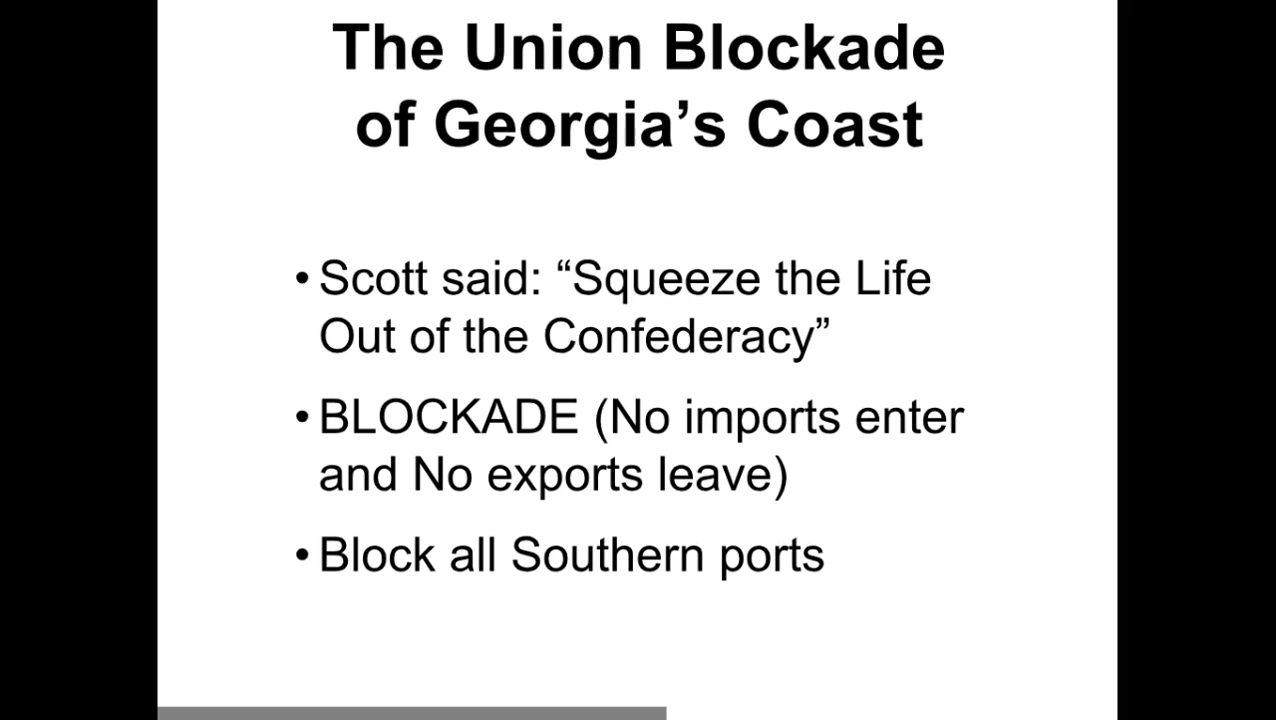 The Union Blockade
of Georgia’s Coast
• Scott said: “Squeeze the Life
Out of the Confederacy”
• BLOCKADE (No imports enter
and No exports leave)
• Block all Southern ports